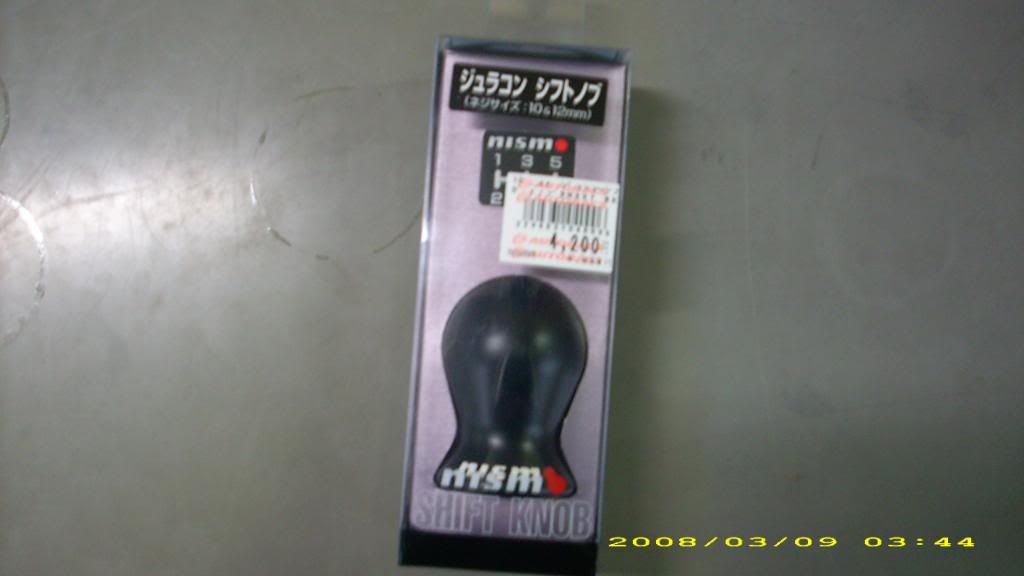 ジュラコン シフトノブ
(ネジサイズ:10&12mm)
nismo
1 3 5
2
4,200
nismo
SHIFT KNOB
2008/03/09 03:44